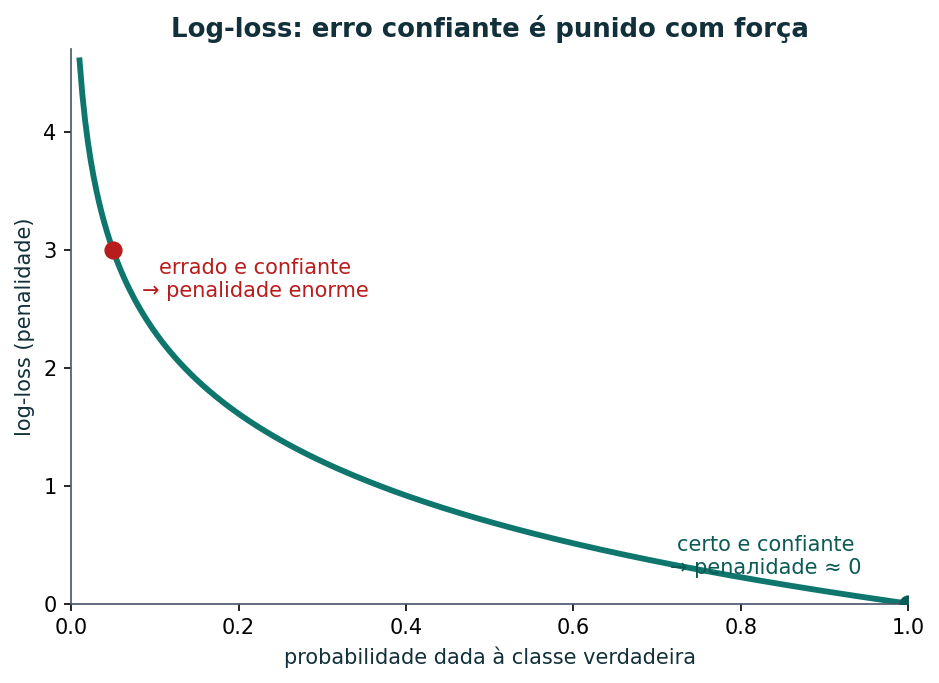 Log-loss: erro confiante é punido com força
log-loss (penalidade)
4
3
2
1
0
errado e confiante
→ penalidade enorme
certo e confiante
→ penalidade ≈ 0
0.0 0.2 0.4 0.6 0.8 1.0
probabilidade dada à classe verdadeira